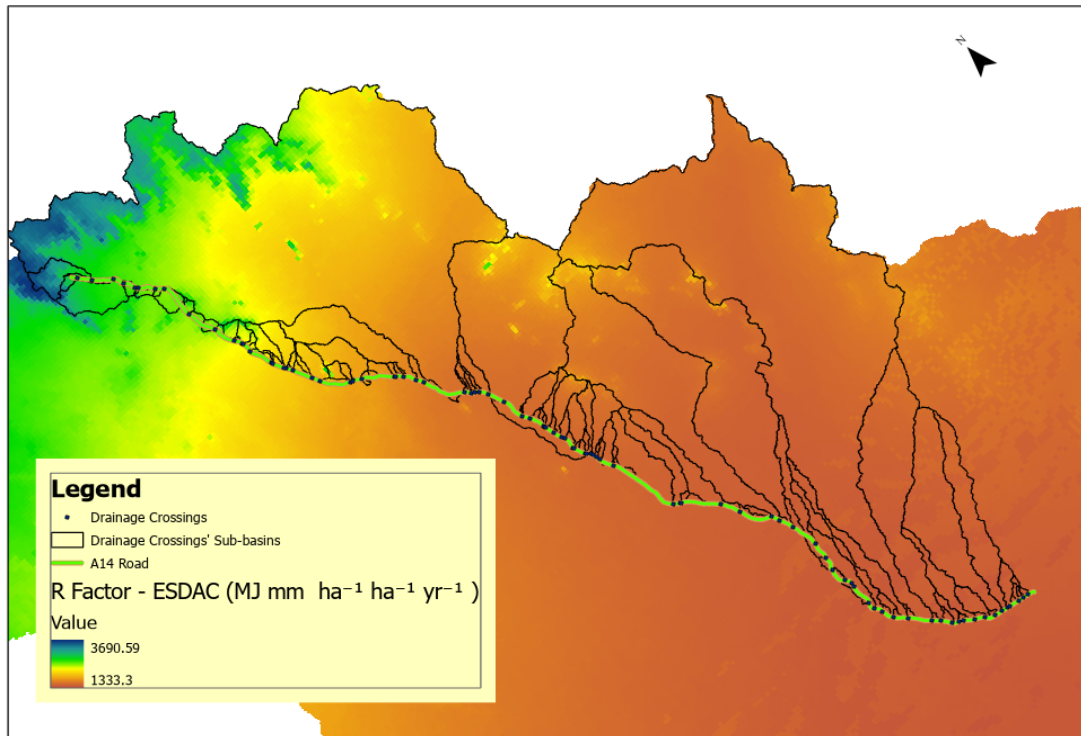 N
Legend
Drainage Crossings
Drainage Crossings' Sub-basins
A14 Road
R Factor - ESDAC (MJ mm ha⁻¹ ha⁻¹ yr⁻¹ )
Value
3690.59
1333.3